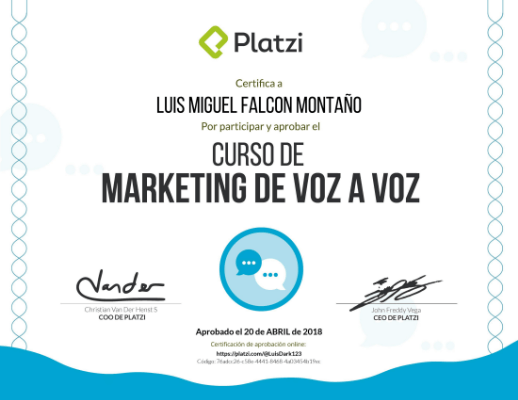 Platzi
Certifica a
LUIS MIGUEL FALCON MONTAÑO
Por participar y aprobar el
CURSO DE
MARKETING DE VOZ A VOZ
Christian Van Der Henst S
COO DE PLATZI
John Freddy Vega
CEO DE PLATZI
Aprobado el 20 de ABRIL de 2018
Certificación de aprobación online:
https://platzi.com/@LuisDark123
Código: